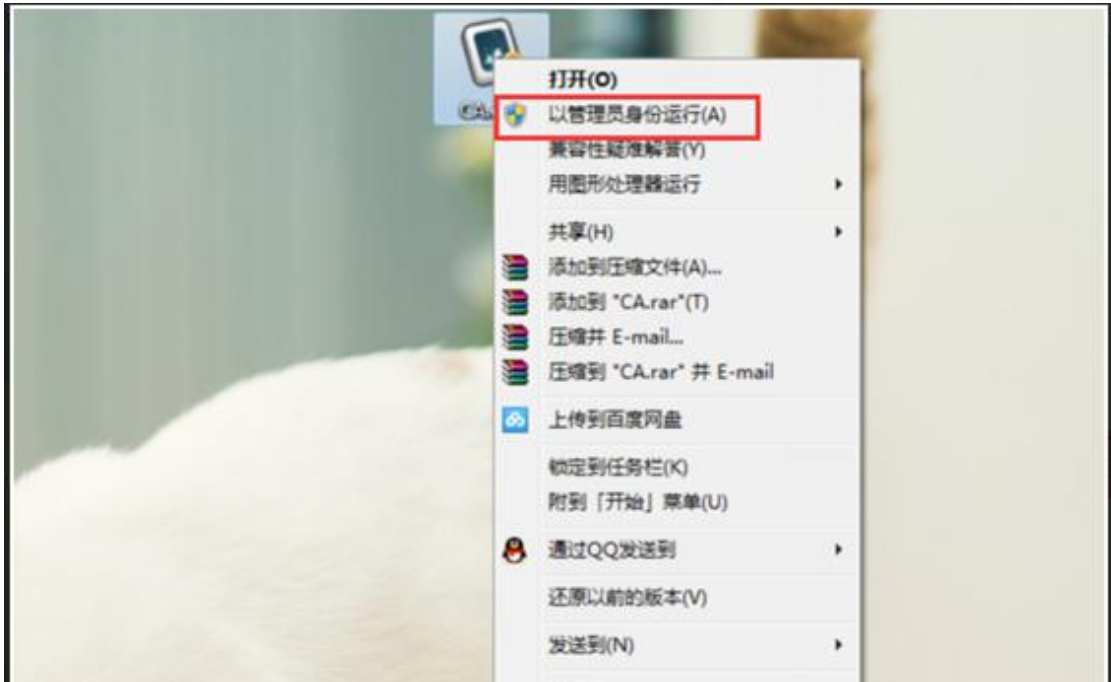 CA.
打开(O)
以管理员身份运行(A)
兼容性疑难解答(Y)
用图形处理器运行
共享(H)
添加到压缩文件(A)...
添加到 "CA.rar"(T)
压缩并 E-mail...
压缩到 "CA.rar" 并 E-mail
上传到百度网盘
锁定到任务栏(K)
附到「开始」菜单(U)
通过QQ发送到
还原以前的版本(V)
发送到(N)